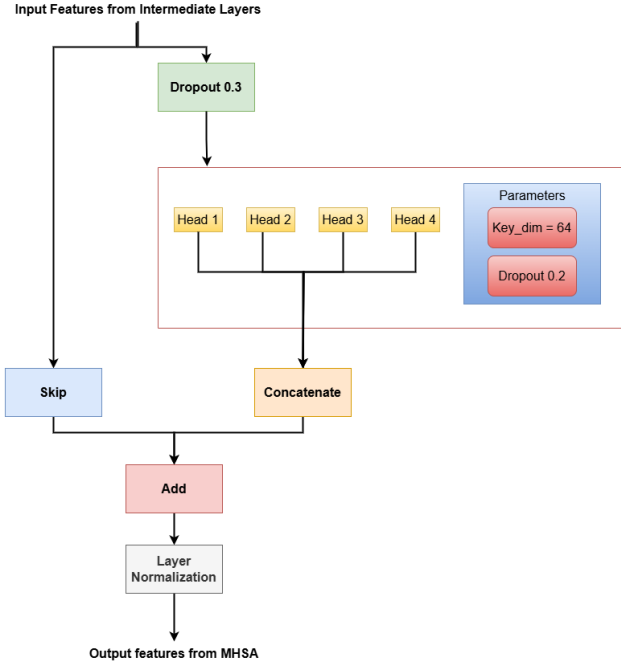 Input Features from Intermediate Layers
Dropout 0.3
Head 1
Head 2
Head 3
Head 4
Parameters
Key_dim = 64
Dropout 0.2
Skip
Concatenate
Add
Layer
Normalization
Output features from MHSA